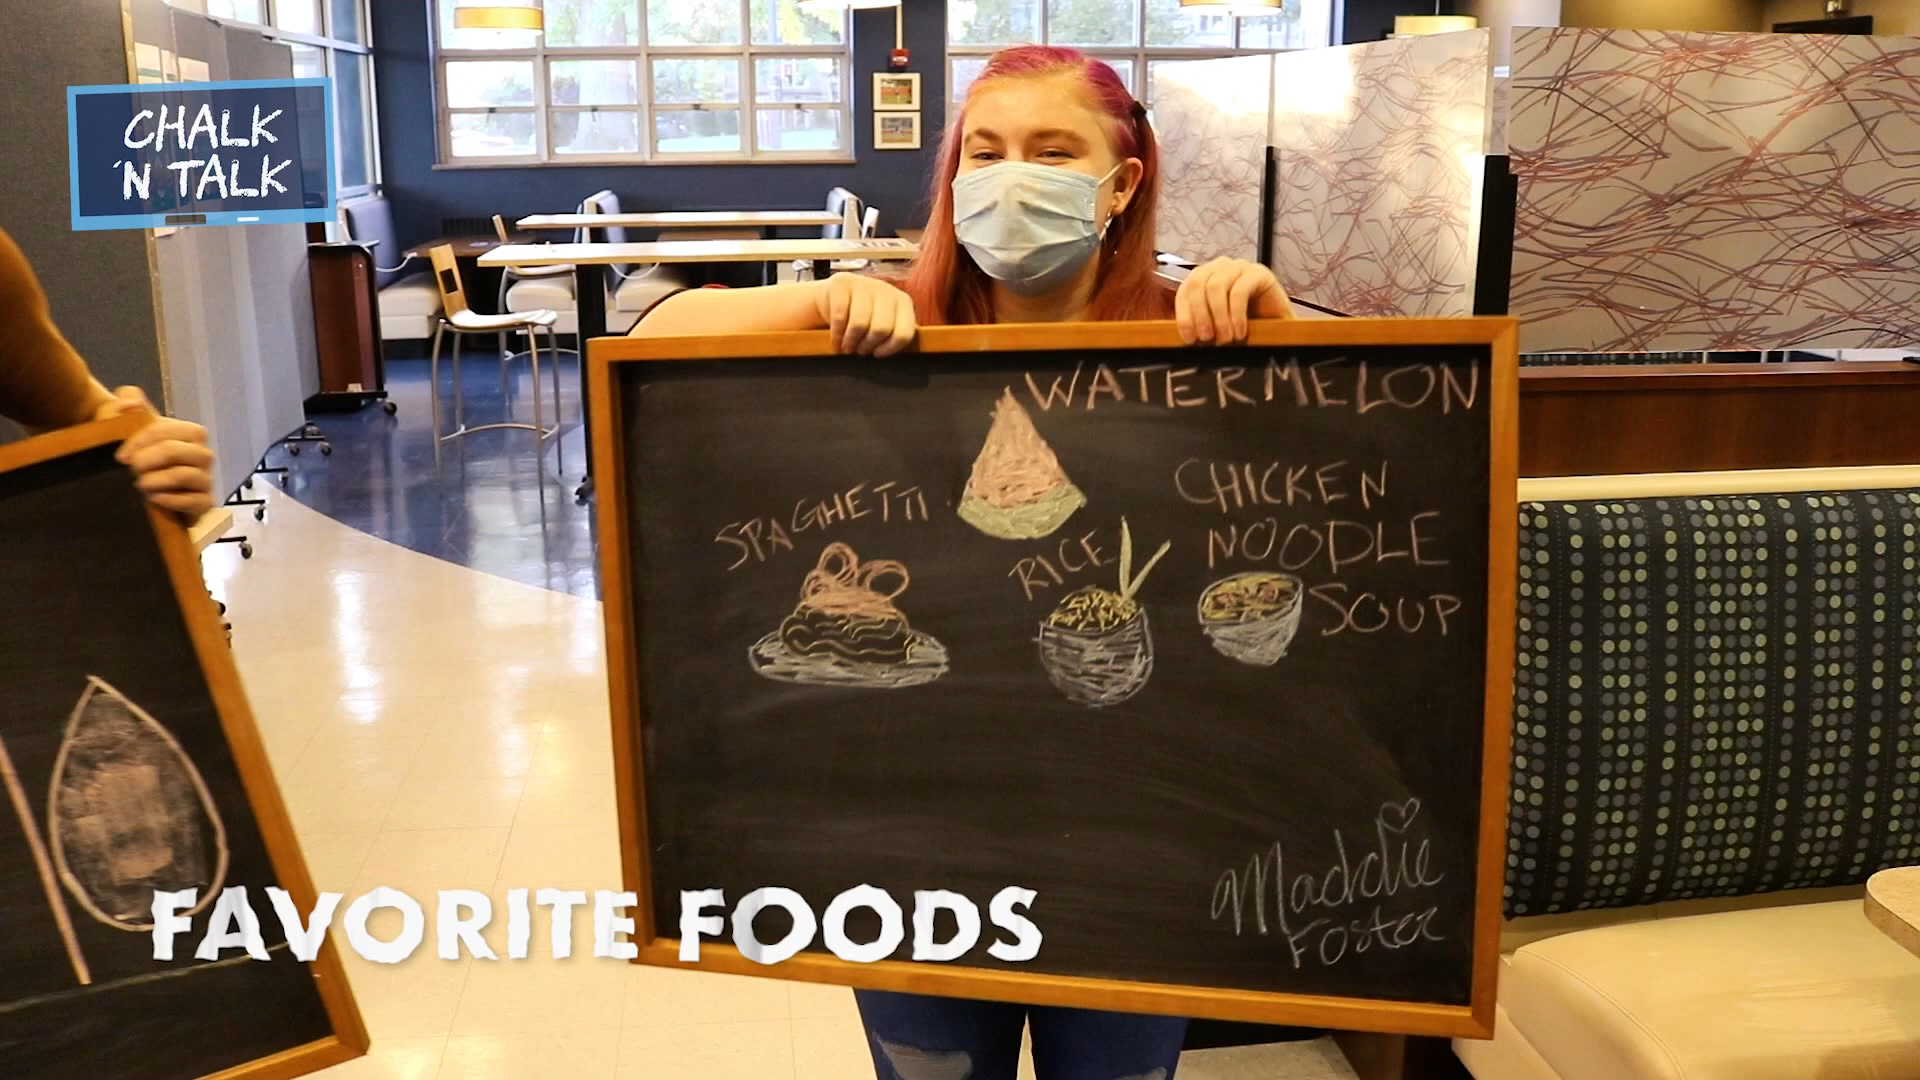 CHALK
'N TALK
WATERMELON
SPAGHETTI
RICE
CHICKEN
NOODLE
SOUP
Maddie
Foster
FAVORITE FOODS